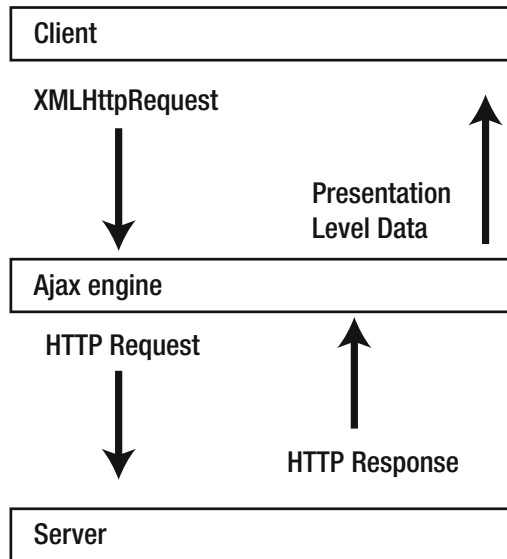 Client
XMLHttpRequest
Presentation
Level Data
Ajax engine
HTTP Request
HTTP Response
Server